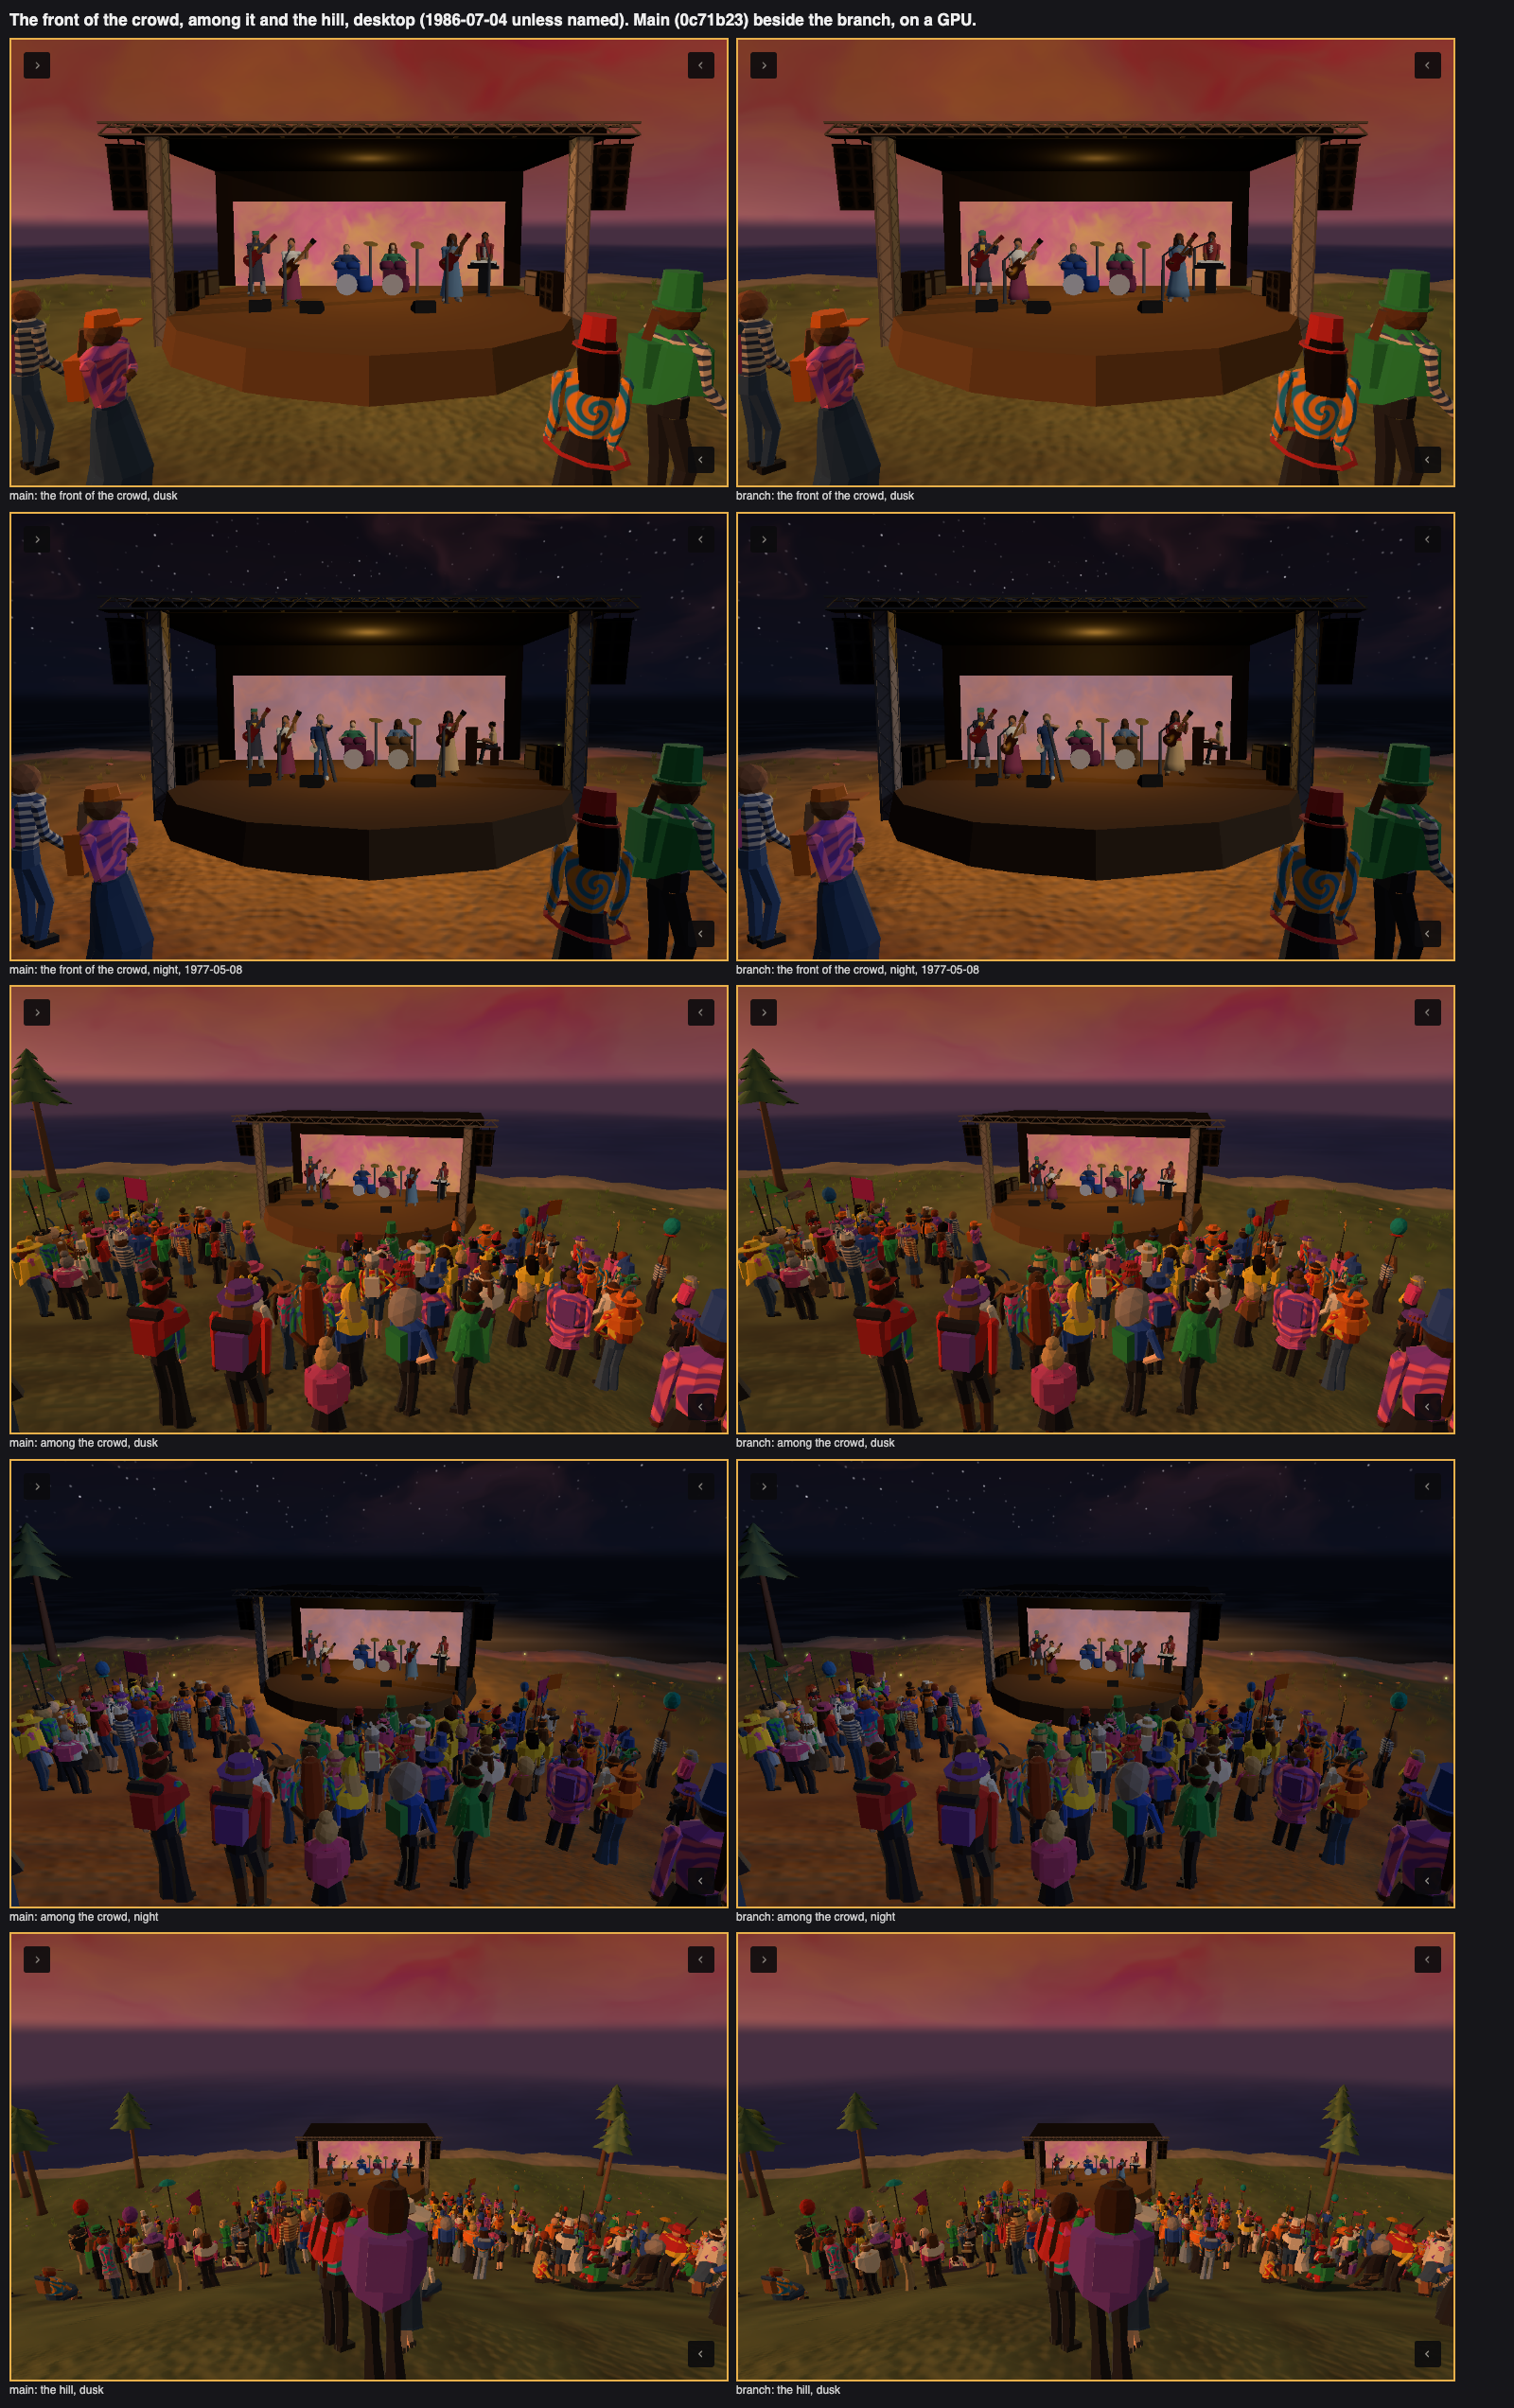 The front of the crowd, among it and the hill, desktop (1986-07-04 unless named). Main (0c71b23) beside the branch, on a GPU.
main: the front of the crowd, dusk
branch: the front of the crowd, dusk
main: the front of the crowd, night, 1977-05-08
branch: the front of the crowd, night, 1977-05-08
main: among the crowd, dusk
branch: among the crowd, dusk
main: among the crowd, night
branch: among the crowd, night
main: the hill, dusk
branch: the hill, dusk